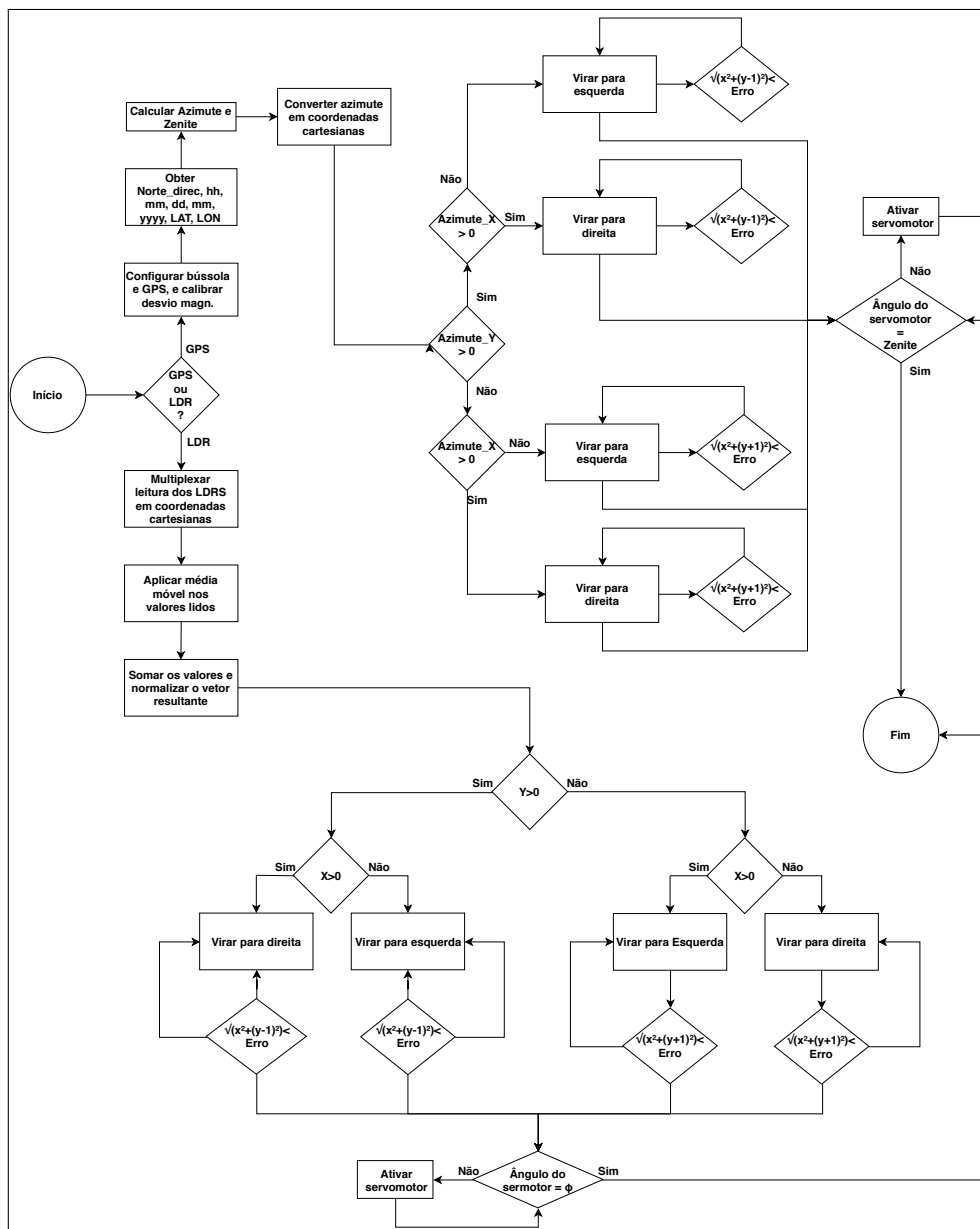 Virar para
esquerda
√(x²+(y-1)²)<
Erro
Calcular Azimute e
Zenite
Converter azimute
em coordenadas
cartesianas
Não
Obter
Norte_direc, hh,
mm, dd, mm,
yyyy, LAT, LON
Azimute_X
> 0
Sim
Virar para
direita
√(x²+(y-1)²)<
Erro
Ativar
servomotor
Não
Configurar bússola
e GPS, e calibrar
desvio magn.
Sim
Azimute_Y
> 0
Ângulo do
servomotor
=
Zenite
Sim
GPS
Início
GPS
ou
LDR
?
LDR
Não
Azimute_X
> 0
Não
Sim
Virar para
esquerda
√(x²+(y+1)²)<
Erro
Multiplexar
leitura dos LDRS
em coordenadas
cartesianas
Aplicar média
móvel nos
valores lidos
Virar para
direita
√(x²+(y+1)²)<
Erro
Somar os valores e
normalizar o vetor
resultante
Fim
Sim
Y>0
Não
Sim
X>0
Não
Sim
X>0
Não
Virar para direita
Virar para esquerda
Virar para Esquerda
Virar para direita
√(x²+(y-1)²)<
Erro
√(x²+(y-1)²)<
Erro
√(x²+(y+1)²)<
Erro
√(x²+(y+1)²)<
Erro
Ativar
servomotor
Não
Ângulo do
sermotor = ϕ
Sim